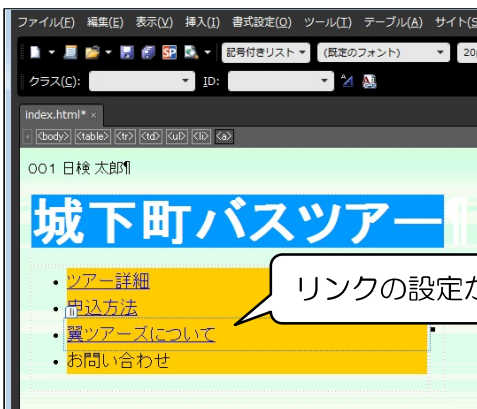 ファイル(F) 編集(E) 表示(V) 挿入(I) 書式設定(O) ツール(T) テーブル(A) サイト(S
記号付きリスト (既定のフォント) 20p
クラス(C): ID:
index.html* ×
<body> <table> <tr> <td> <ul> <li> <a>
001 日検 太郎
城下町バスツアー
• ツアー詳細
リンクの設定が
• 申込方法
• 翼ツアーズについて
• お問い合わせ